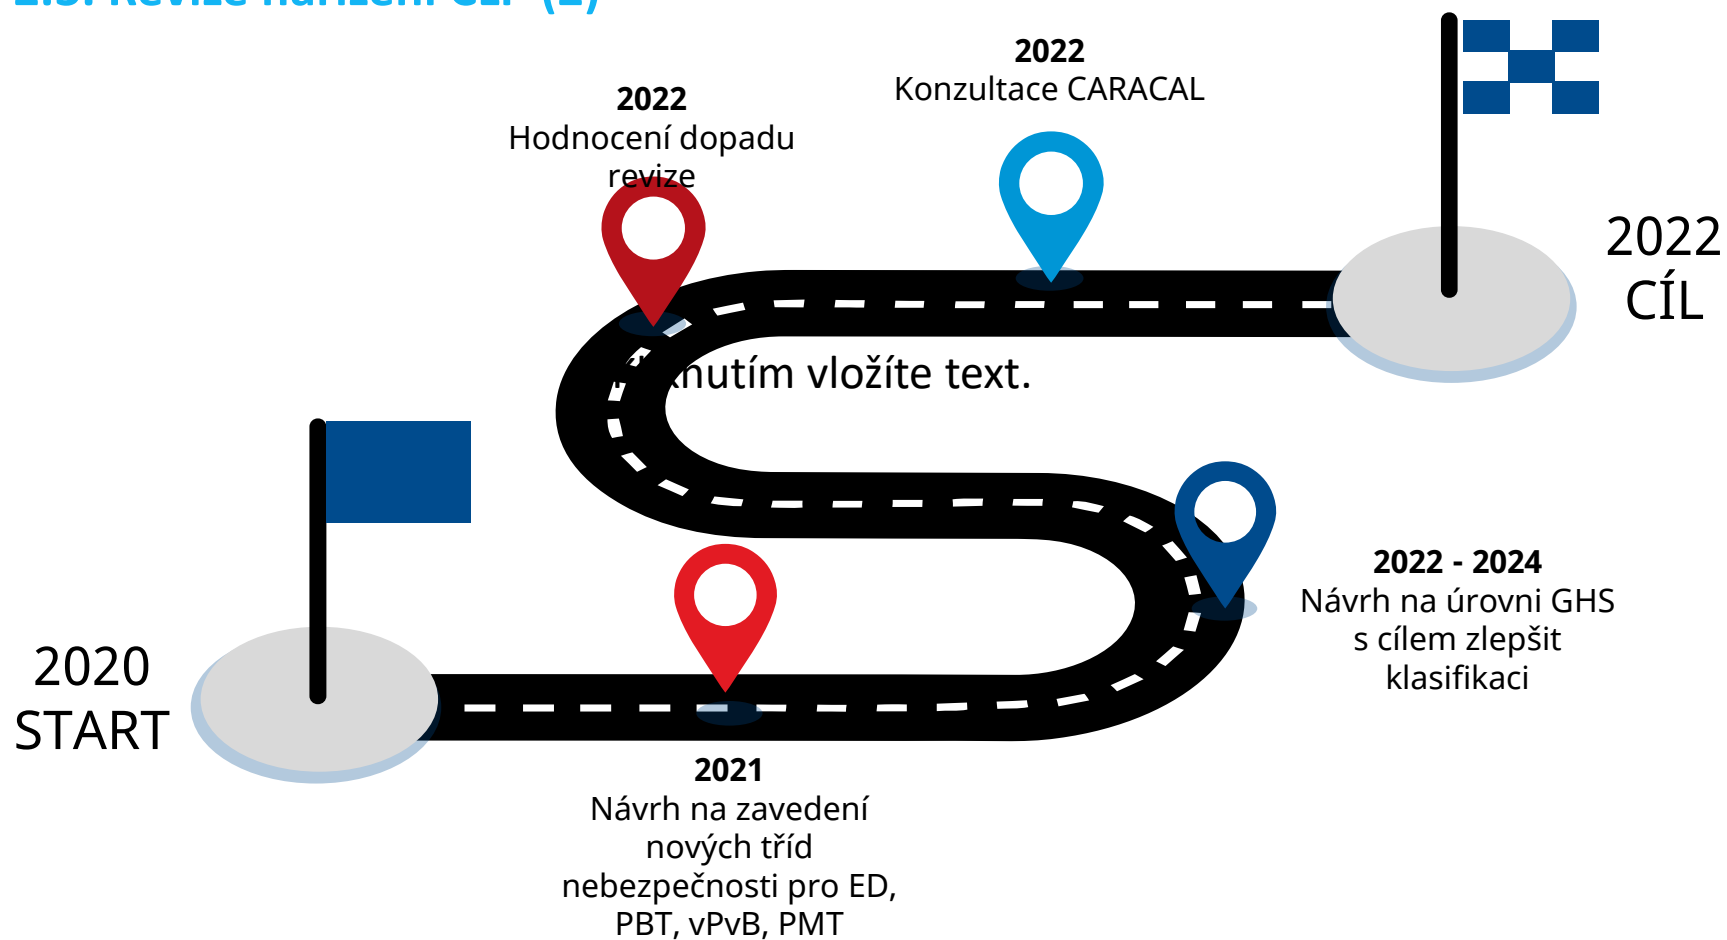 2022
Konzultace CARACAL
2022
Hodnocení dopadu
revize
2022
CÍL
vložíte text.
2022 - 2024
Návrh na úrovni GHS
s cílem zlepšit
klasifikaci
2020
START
2021
Návrh na zavedení
nových tříd
nebezpečnosti pro ED,
PBT, vPvB, PMT